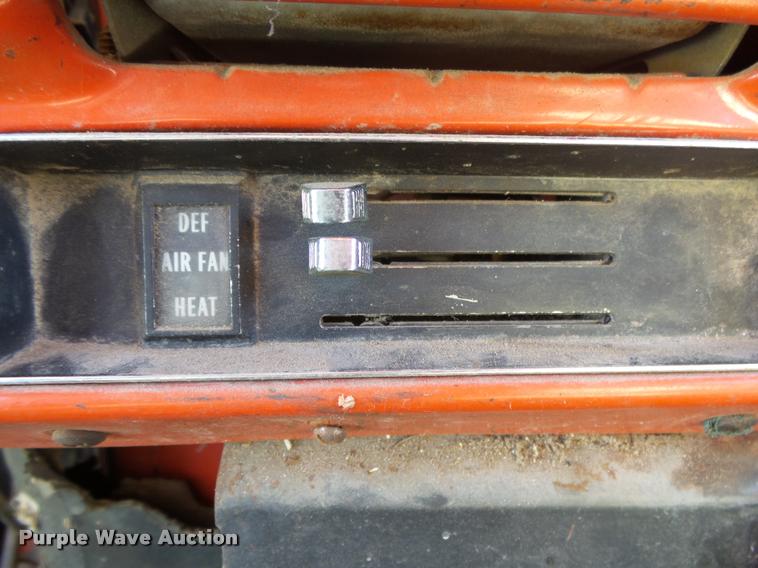 DEF
AIR FAN
HEAT
Purple Wave Auction